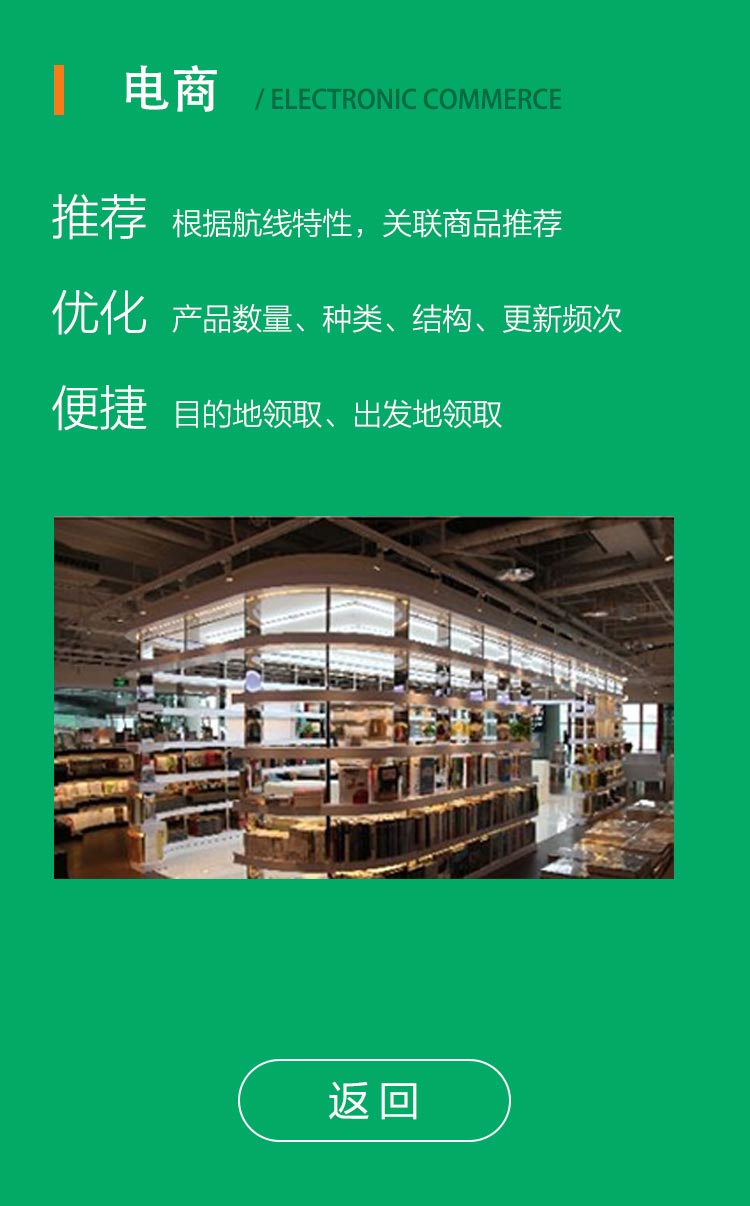 电商 / ELECTRONIC COMMERCE
推荐 根据航线特性，关联商品推荐
优化 产品数量、种类、结构、更新频次
便捷 目的地领取、出发地领取
返回